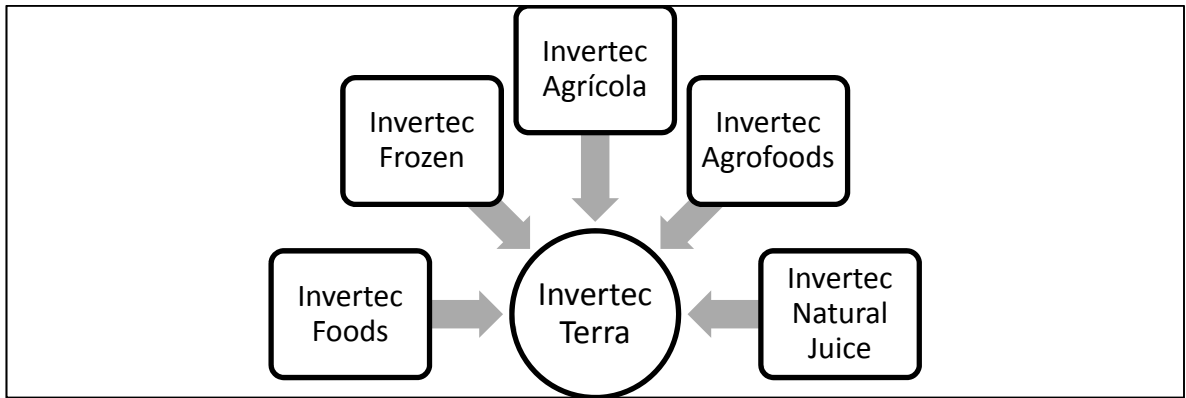 Invertec
Agrícola
Invertec
Frozen
Invertec
Agrofoods
Invertec
Foods
Invertec
Terra
Invertec
Natural
Juice